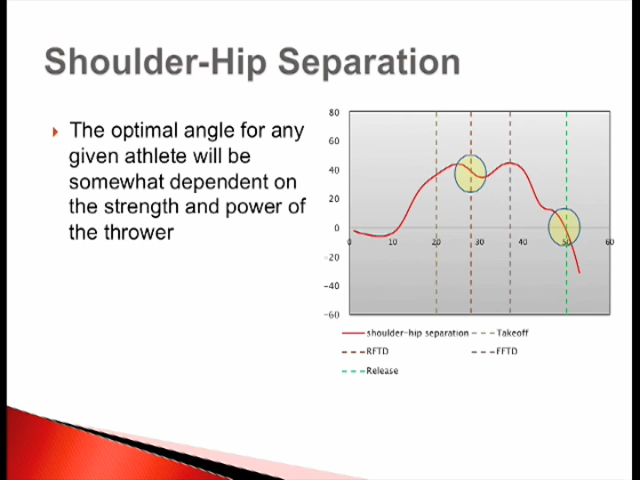 Shoulder-Hip Separation
The optimal angle for any
given athlete will be
somewhat dependent on
the strength and power of
the thrower
80
60
40
20
0
-20
-40
-60
0 10 20 30 40 50 60
shoulder-hip separation Takeoff
RFTD FFTD
Release